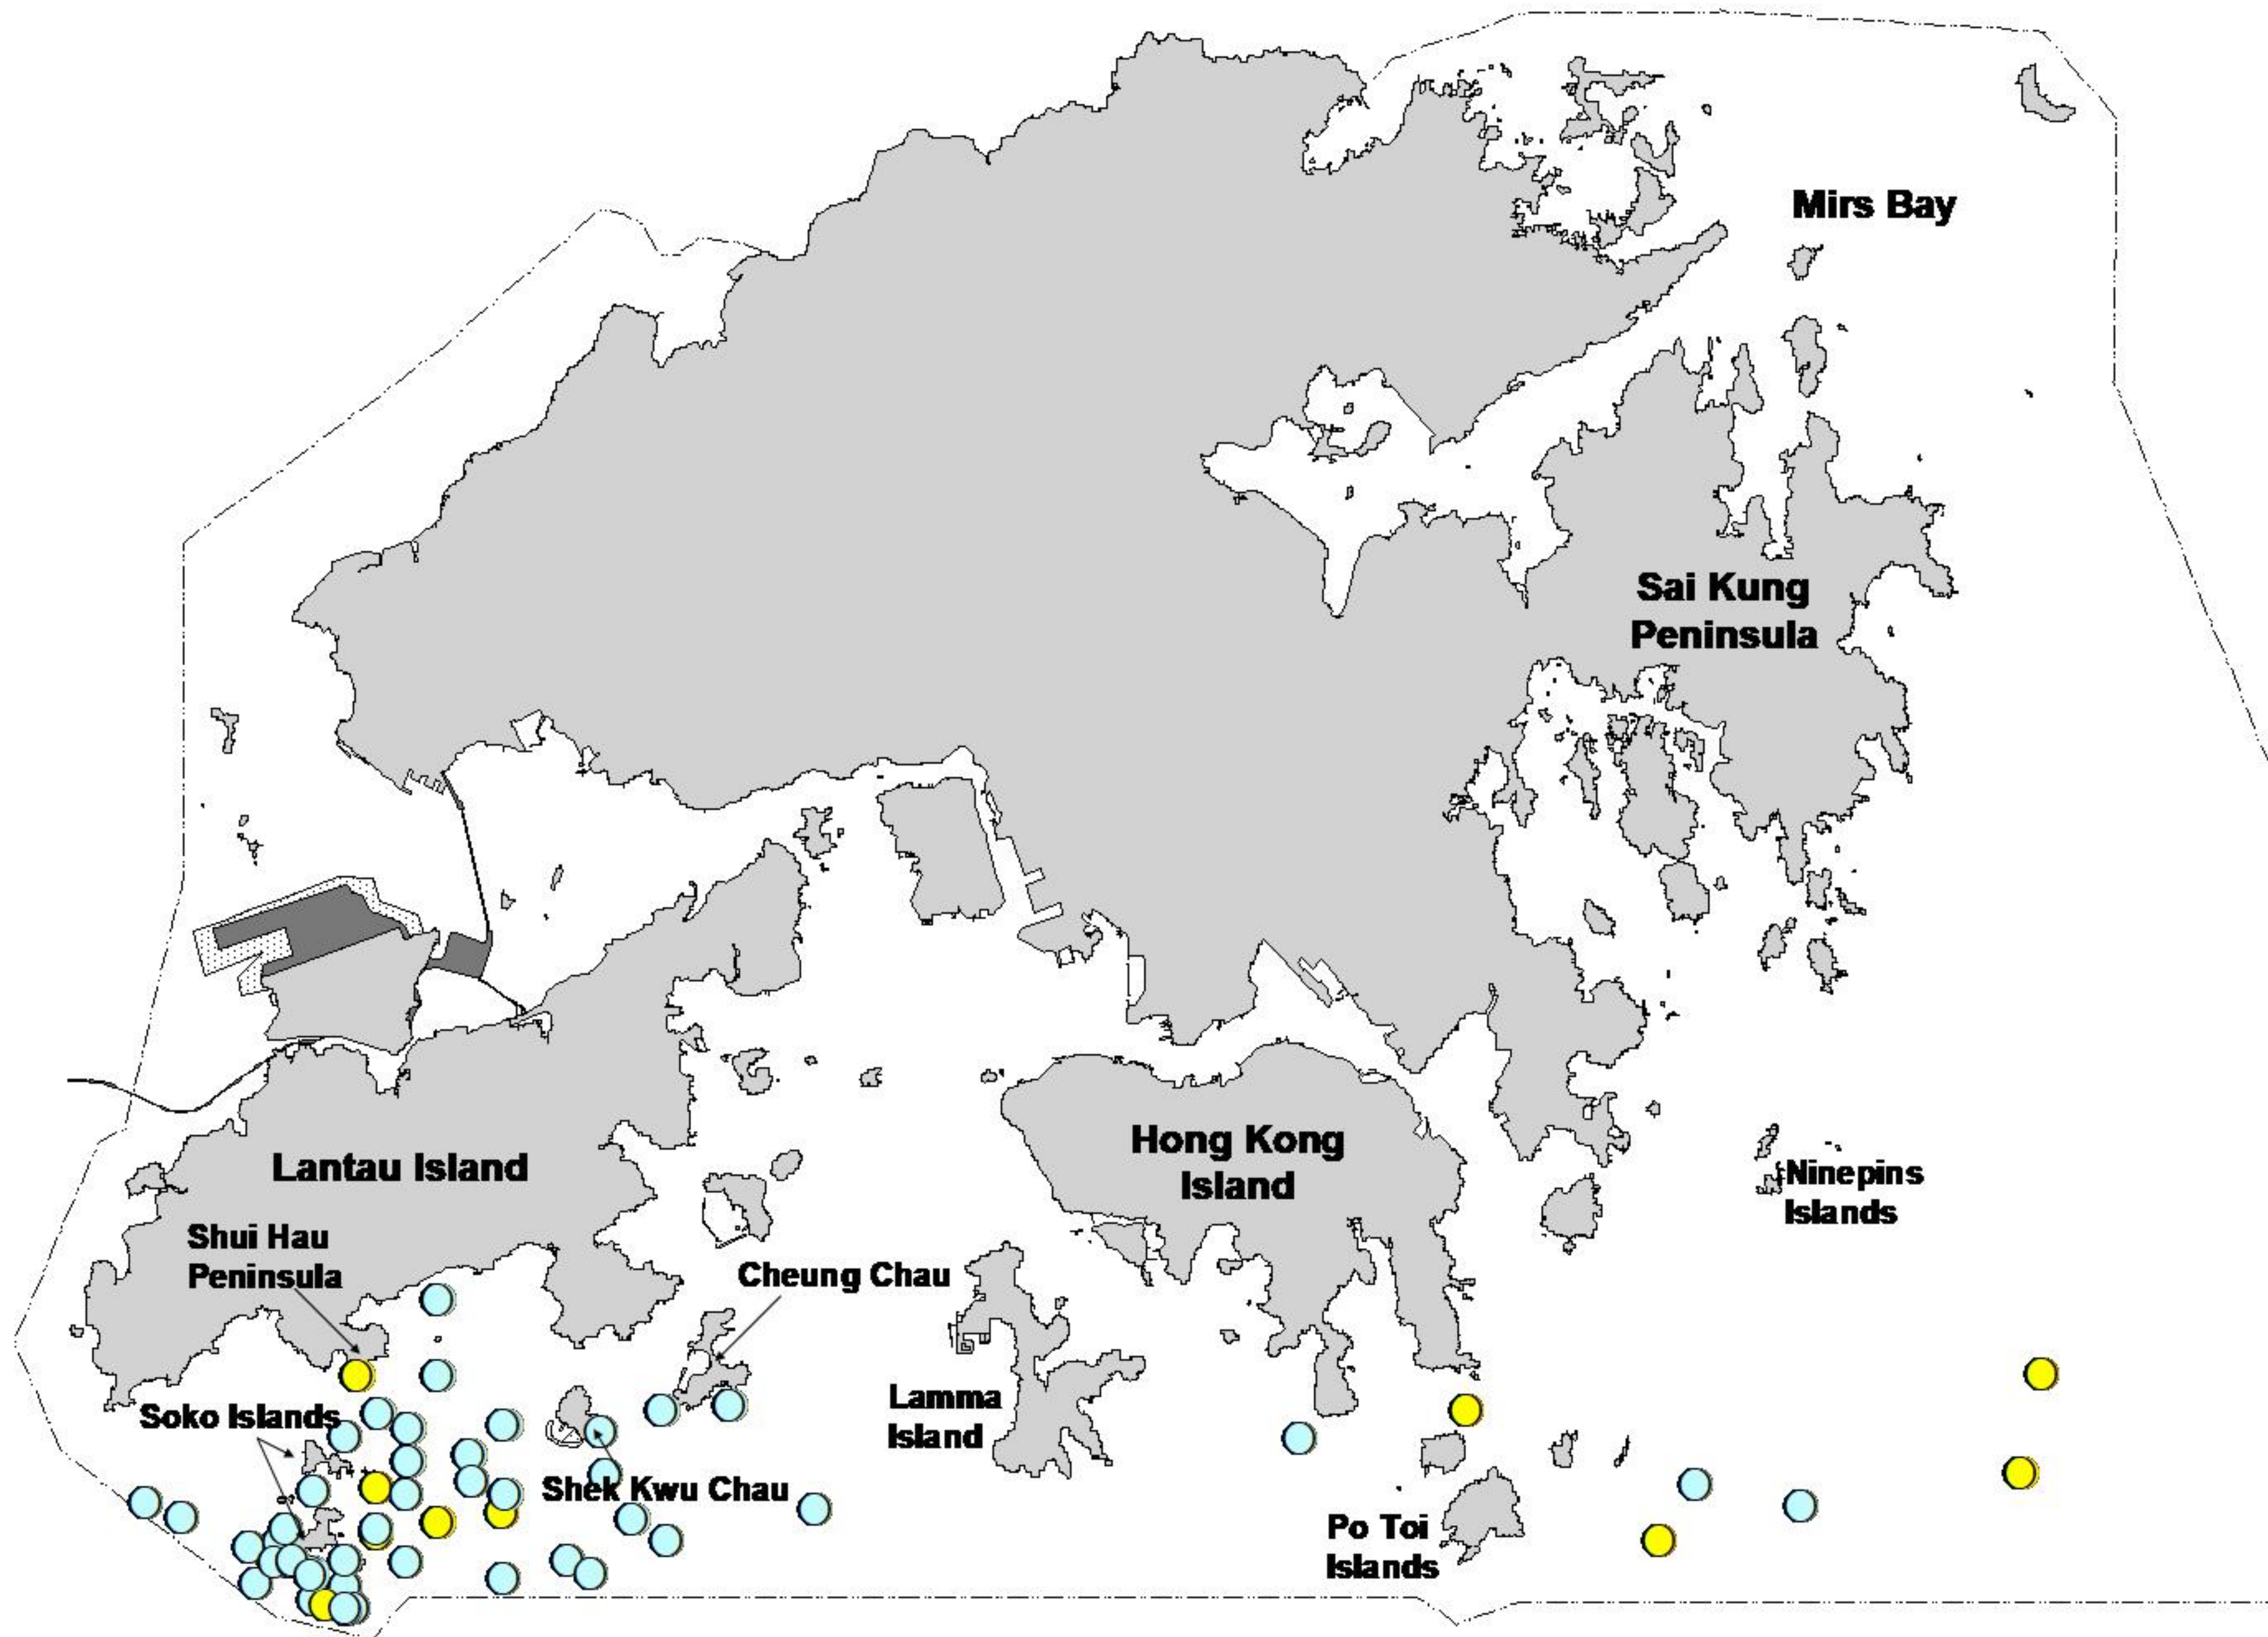 Mirs Bay
Sai Kung
Peninsula
Hong Kong
Island
Lantau Island
Ninepins
Islands
Shui Hau
Peninsula
Cheung Chau
Lamma
Island
Soko Islands
Shek Kwu Chau
Po Toi
Islands